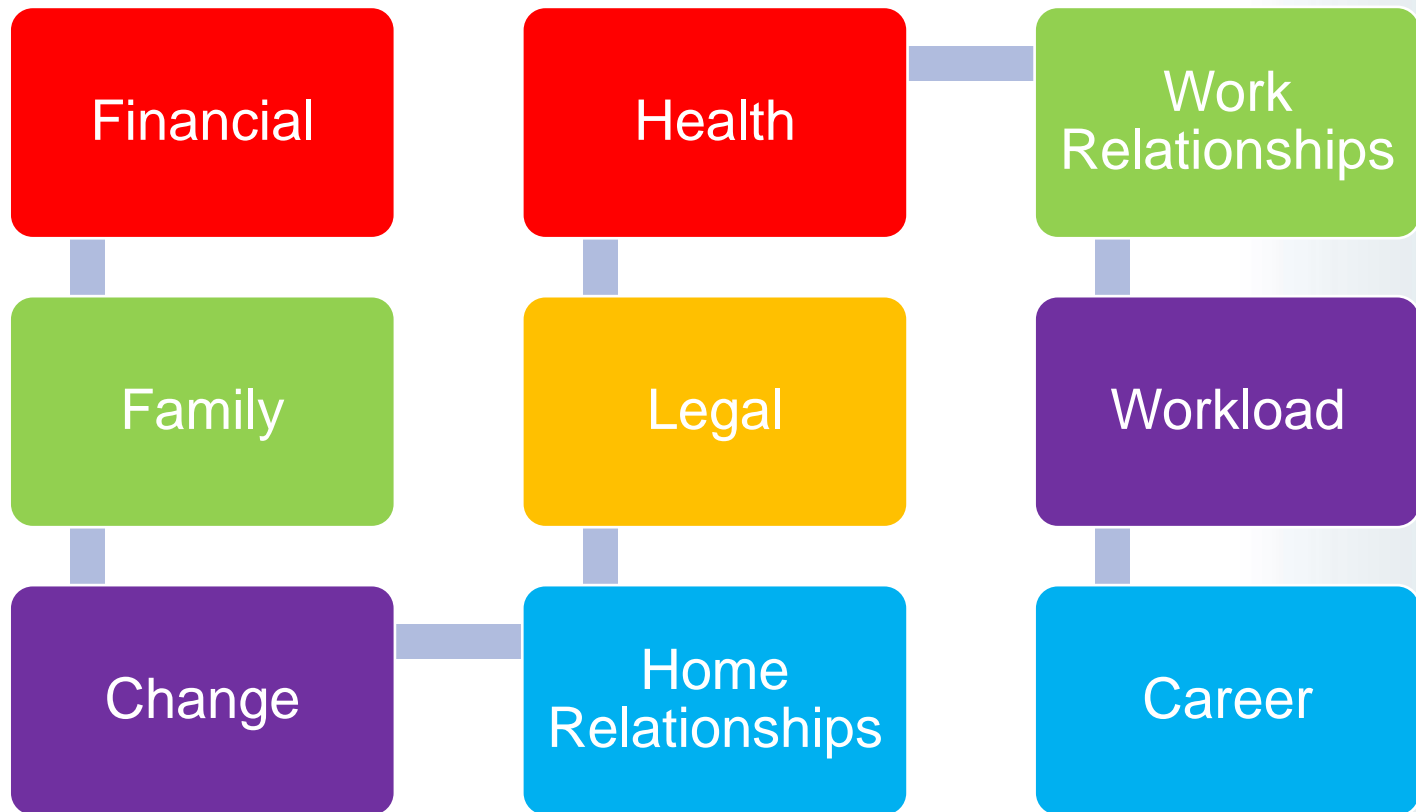 Financial
Family
Change
Home
Relationships
Legal
Health
Work
Relationships
Workload
Career